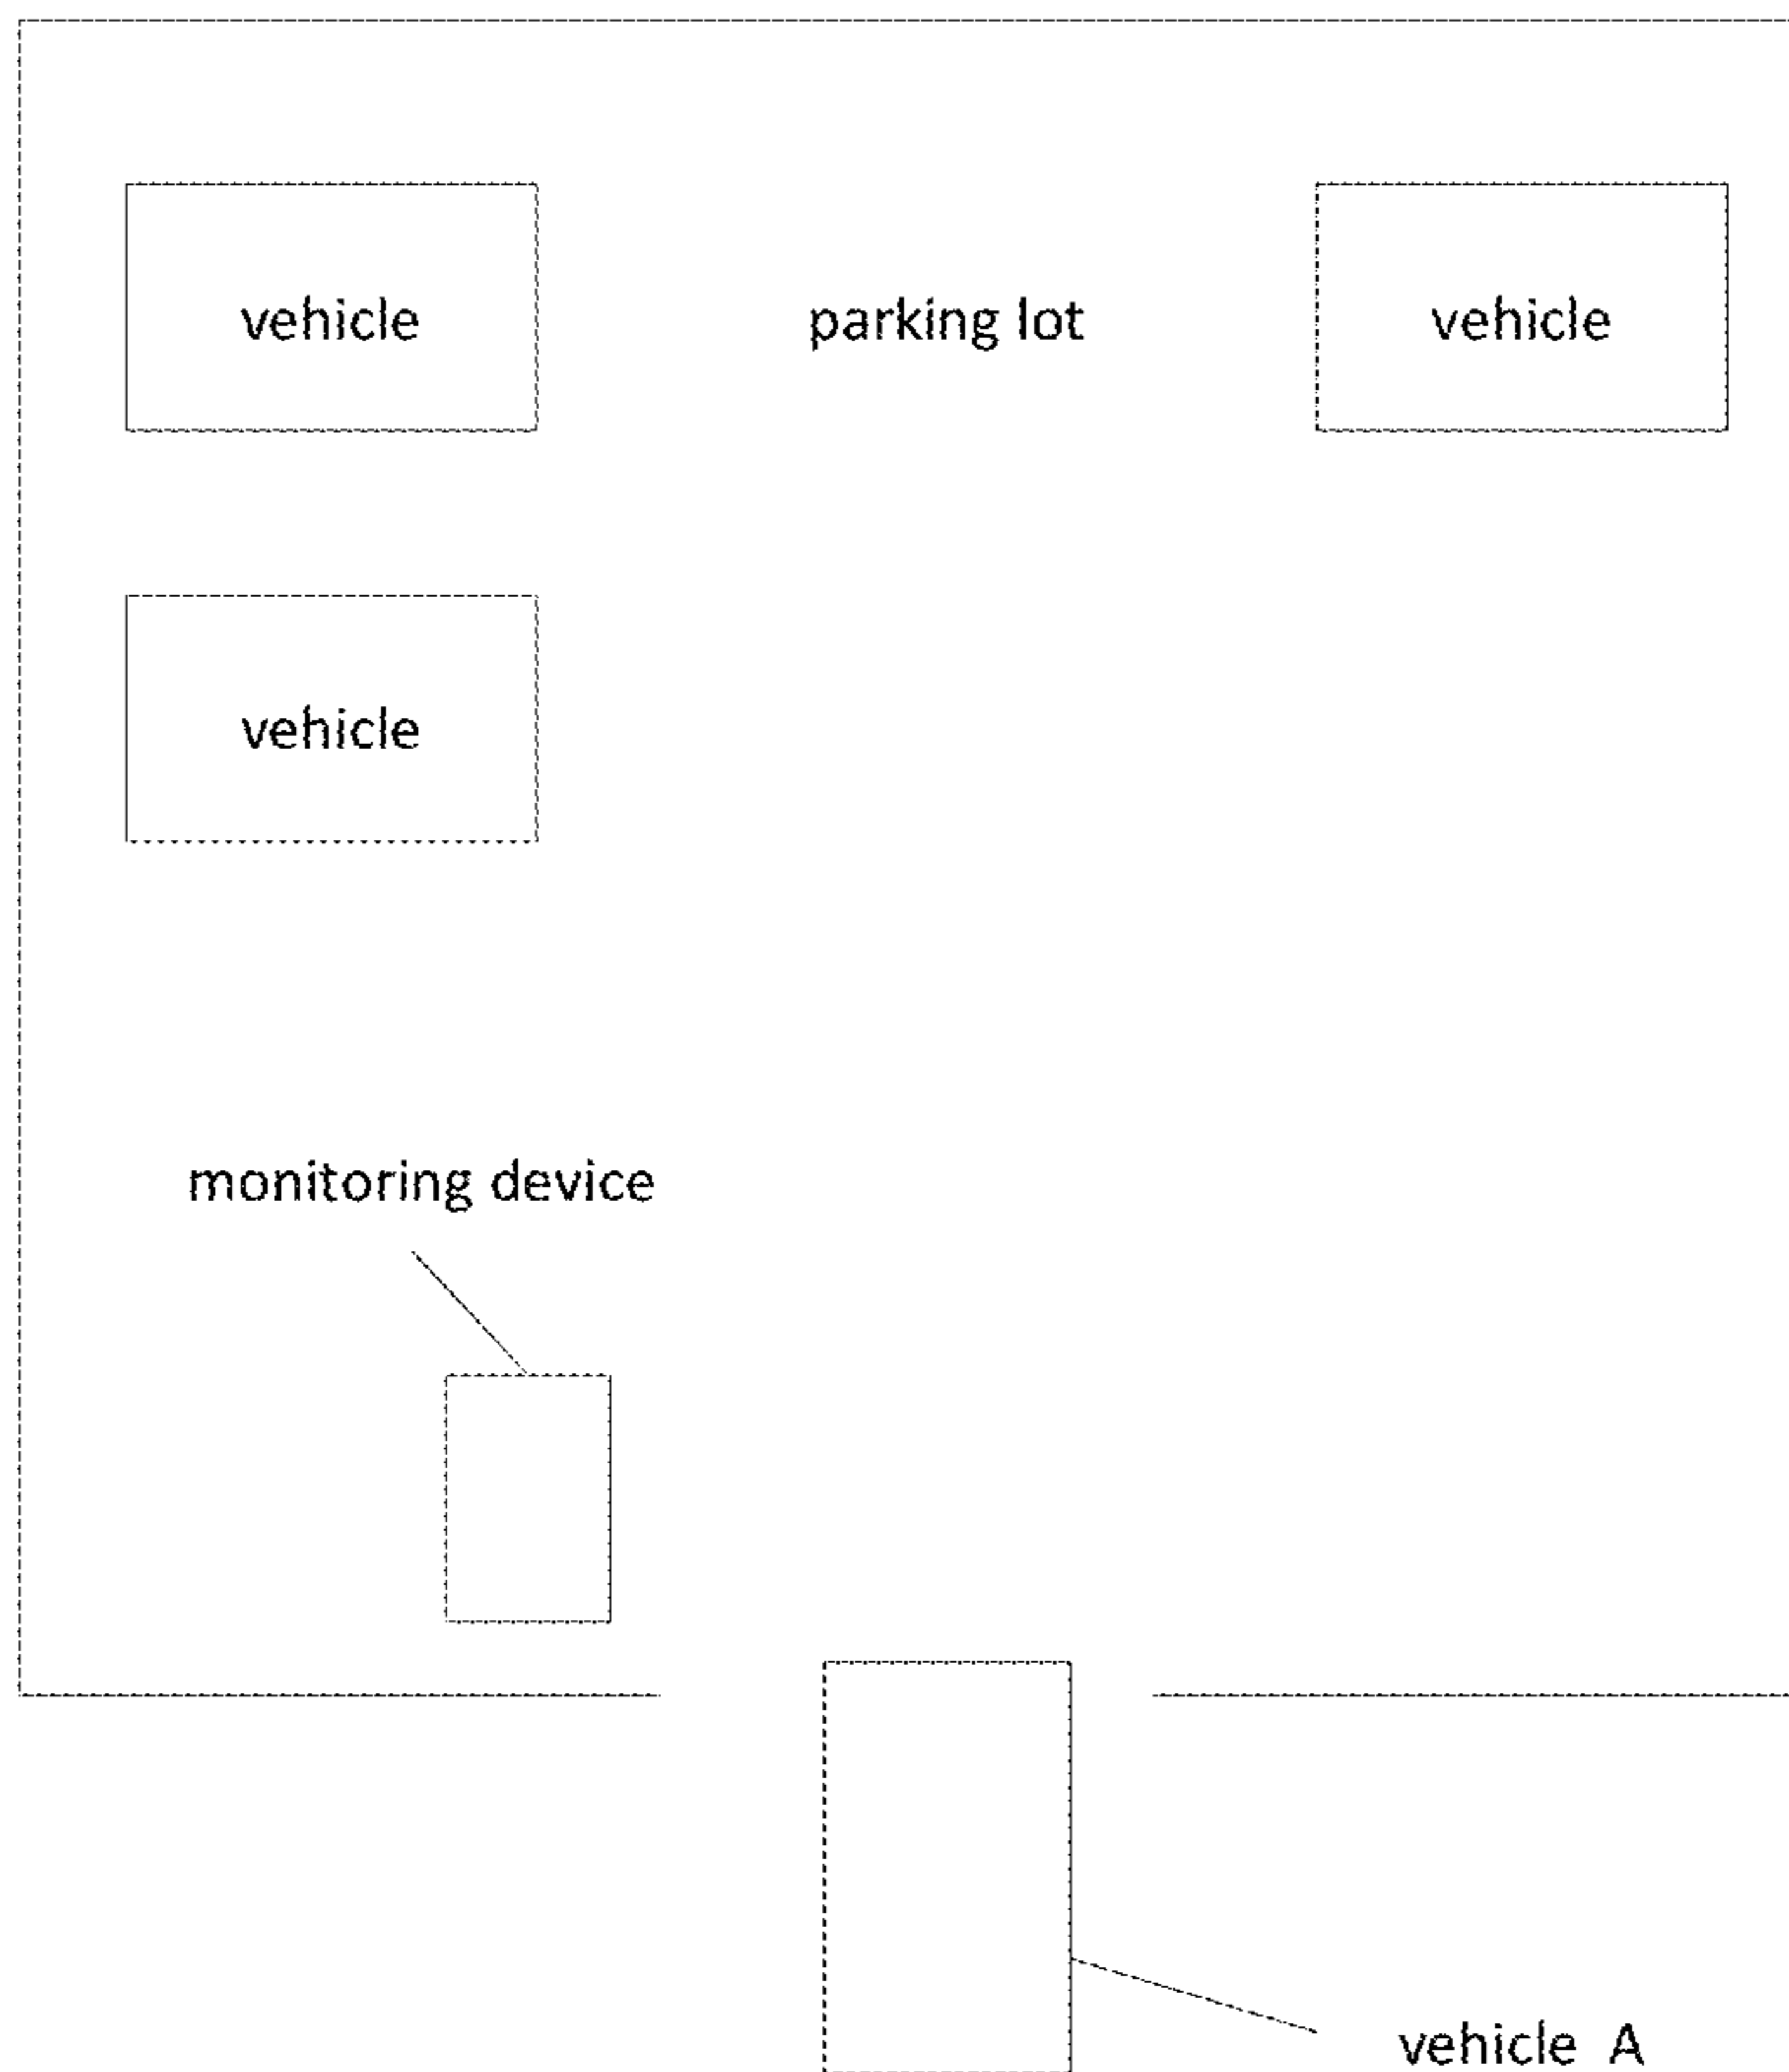 vehicle
parking lot
vehicle
vehicle
monitoring device
vehicle A